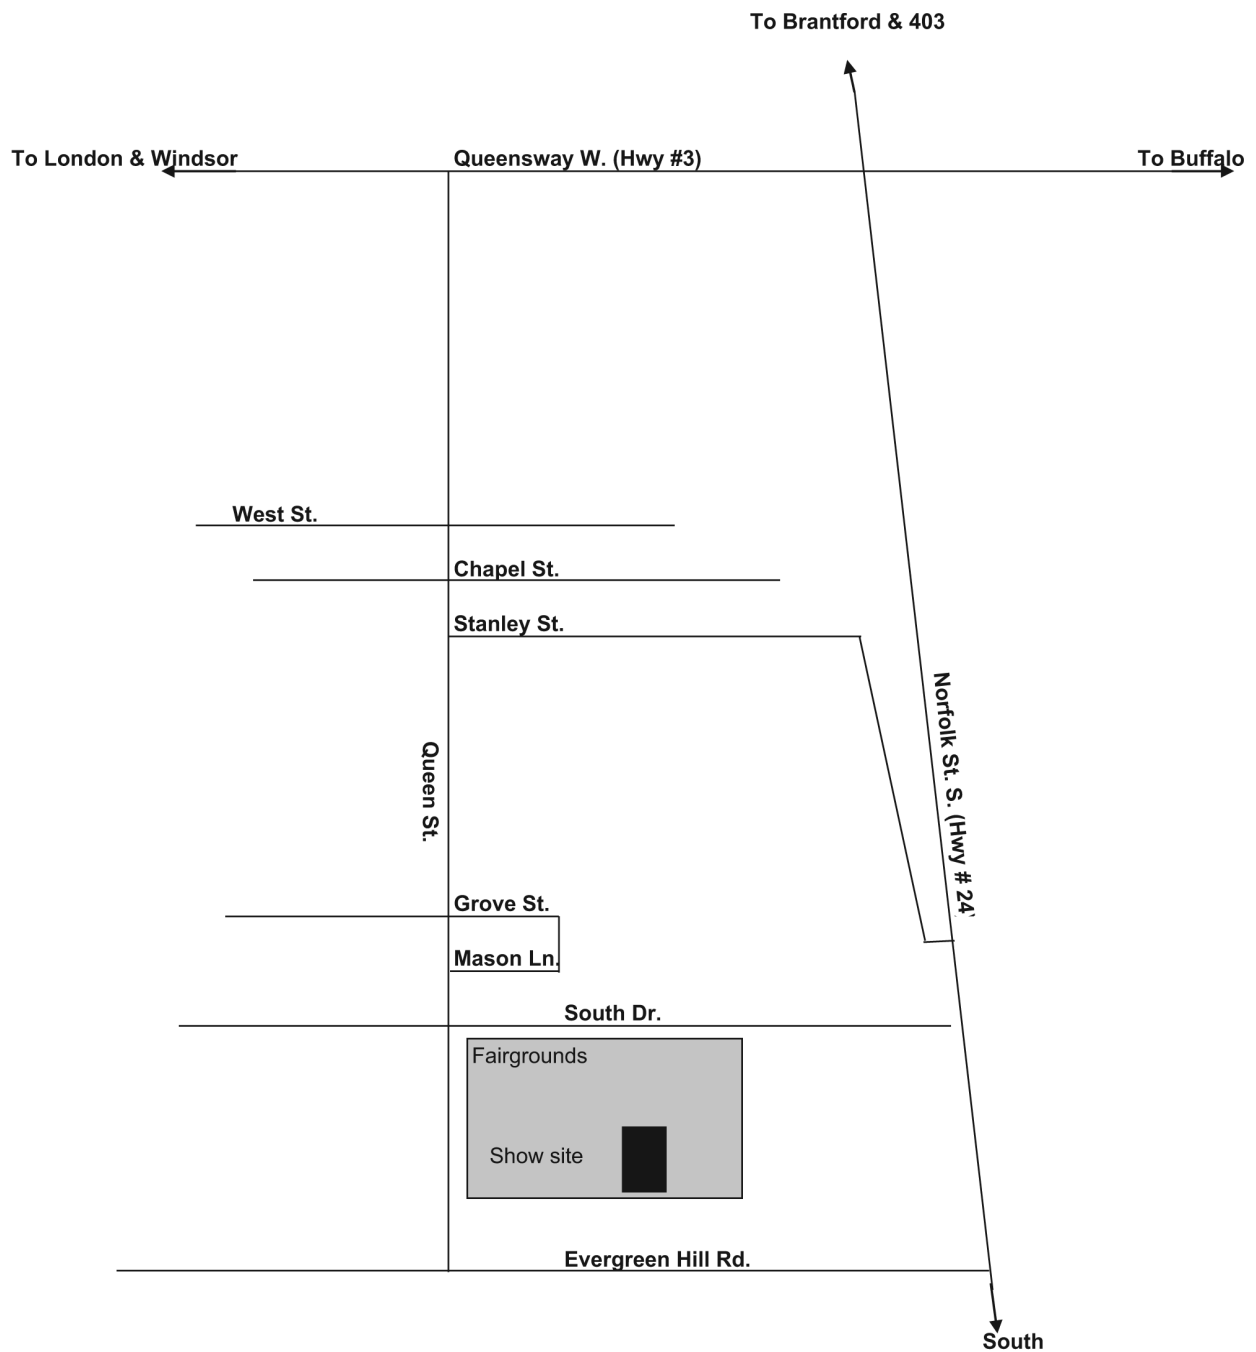 To Brantford & 403
To London & Windsor
Queensway W. (Hwy #3)
To Buffalo
West St.
Chapel St.
Stanley St.
Norfolk St. S. (Hwy # 24)
Queen St.
Grove St.
Mason Ln.
South Dr.
Fairgrounds
Show site
Evergreen Hill Rd.
South